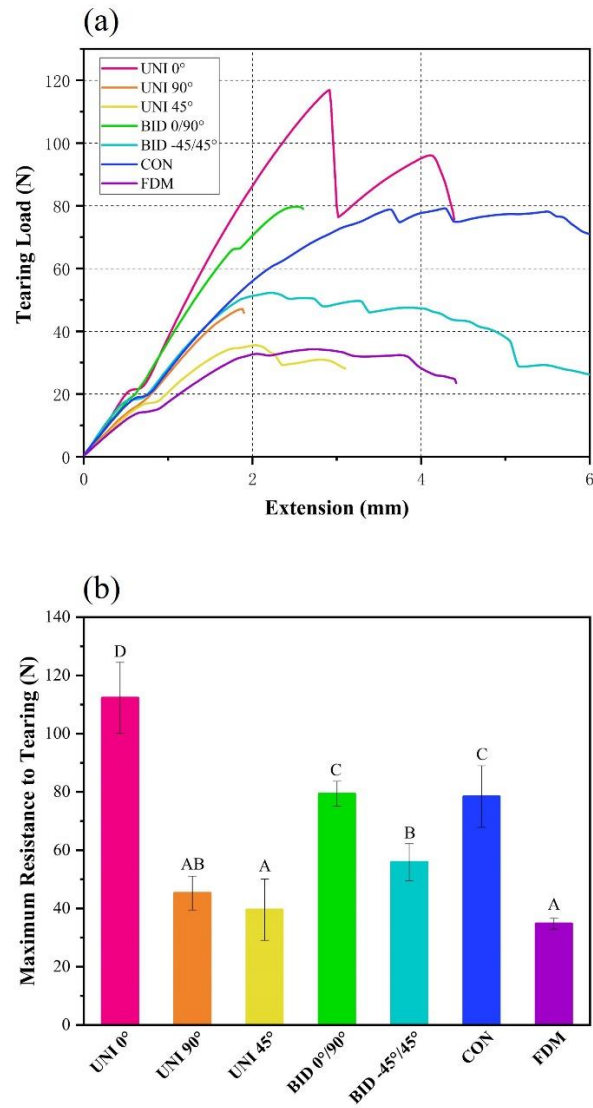 (a)
120
100
80
60
40
20
0
Tearing Load (N)
UNI 0°
UNI 90°
UNI 45°
BID 0/90°
BID -45/45°
CON
FDM
0
2
4
6
Extension (mm)
(b)
140
120
100
80
60
40
20
0
Maximum Resistance to Tearing (N)
D
AB
A
C
B
C
A
UNI 0°
UNI 90°
UNI 45°
BID 0°/90°
BID -45°/45°
CON
FDM